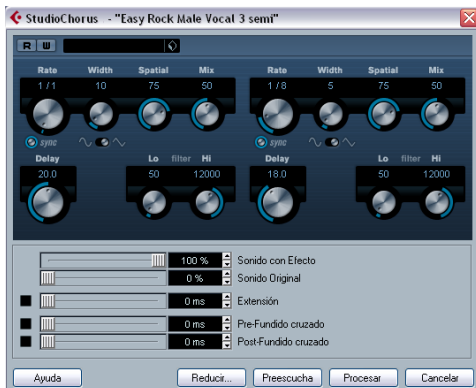 StudioChorus - "Easy Rock Male Vocal 3 semi"
R W
Rate Width Spatial Mix Rate Width Spatial Mix
1 / 1 10 75 50 1 / 8 5 75 50
sync sync
Delay Lo filter Hi Delay Lo filter Hi
20.0 50 12000 18.0 50 12000
100 % Sonido con Efecto
0 % Sonido Original
0 ms Extensión
0 ms Pre-Fundido cruzado
0 ms Post-Fundido cruzado
Ayuda Reducir... Preescucha Procesar Cancelar